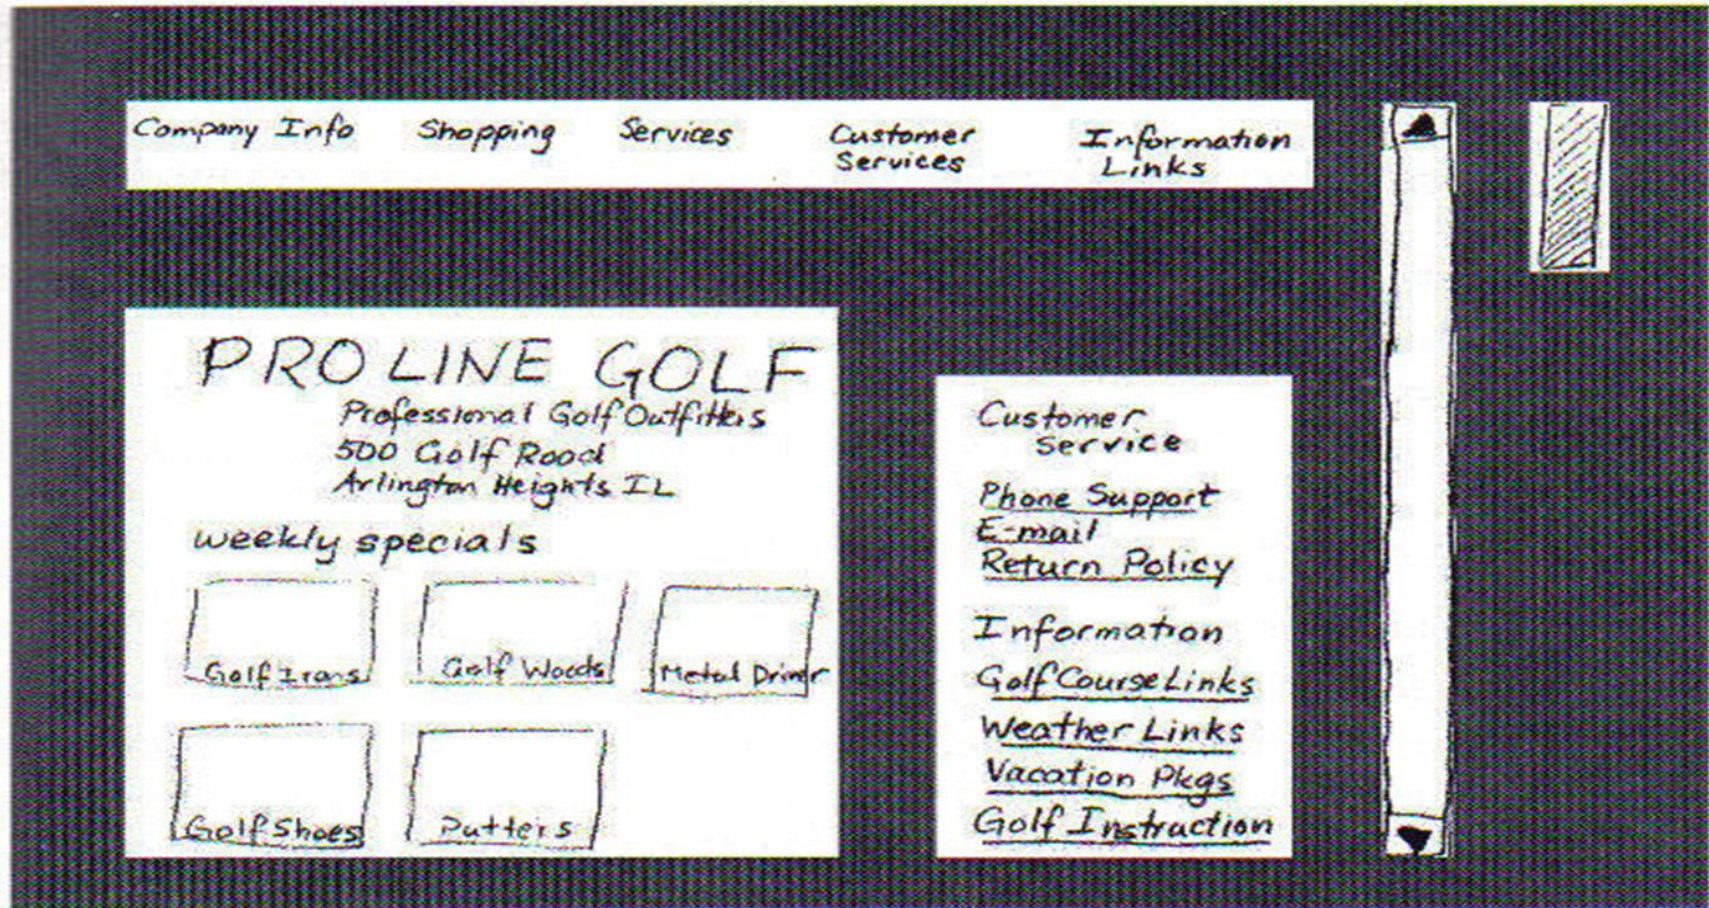 Company Info
Shopping
Services
Customer
Services
Information
Links
PRO LINE GOLF
Professional Golf Outfitters
500 Golf Road
Arlington Heights IL
weekly specials
Golf Irons
Golf Woods
Metal Driver
Golf Shoes
Putters
Customer
Service
Phone Support
E-mail
Return Policy
Information
Golf Course Links
Weather Links
Vacation Pkgs
Golf Instruction